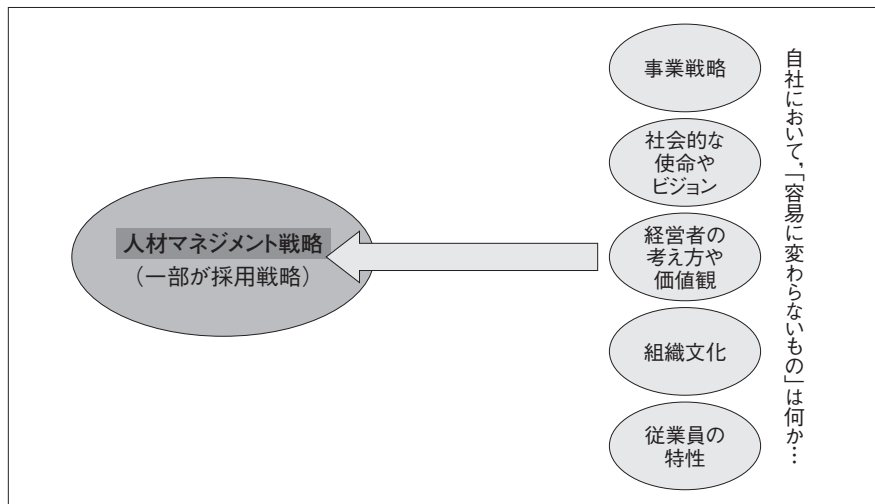 人材マネジメント戦略
（一部が採用戦略）
事業戦略
社会的な
使命や
ビジョン
経営者の
考え方や
価値観
組織文化
従業員の
特性
自社において，「容易に変わらないもの」は何か…